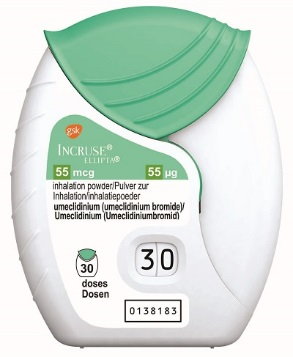 gsk
INCRUSE®
ELLIPTA®
55 mcg 55 µg
inhalation powder/Pulver zur
Inhalation/inhalatiepoeder
umeclidinium (umeclidinium bromide)/
Umeclidinium (Umeclidiniumbromid)
30
30
doses
Dosen
0138183